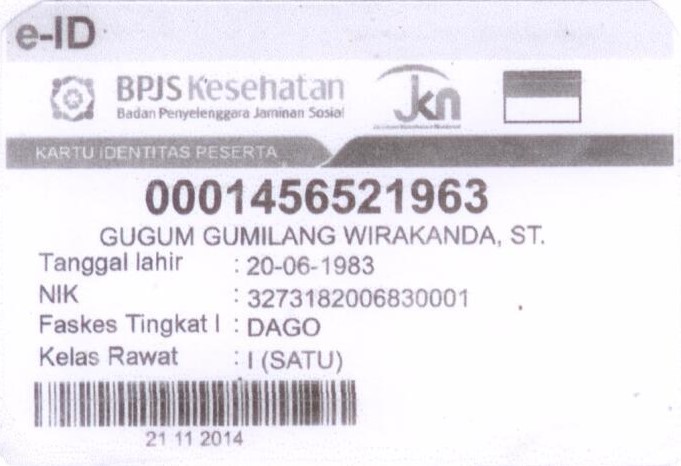 e-ID
BPJS Kesehatan
Badan Penyelenggara Jaminan Sosial
jkn
KARTU IDENTITAS PESERTA
0001456521963
GUGUM GUMILANG WIRAKANDA, ST.
Tanggal lahir : 20-06-1983
NIK : 3273182006830001
Faskes Tingkat I : DAGO
Kelas Rawat : I (SATU)
21 11 2014